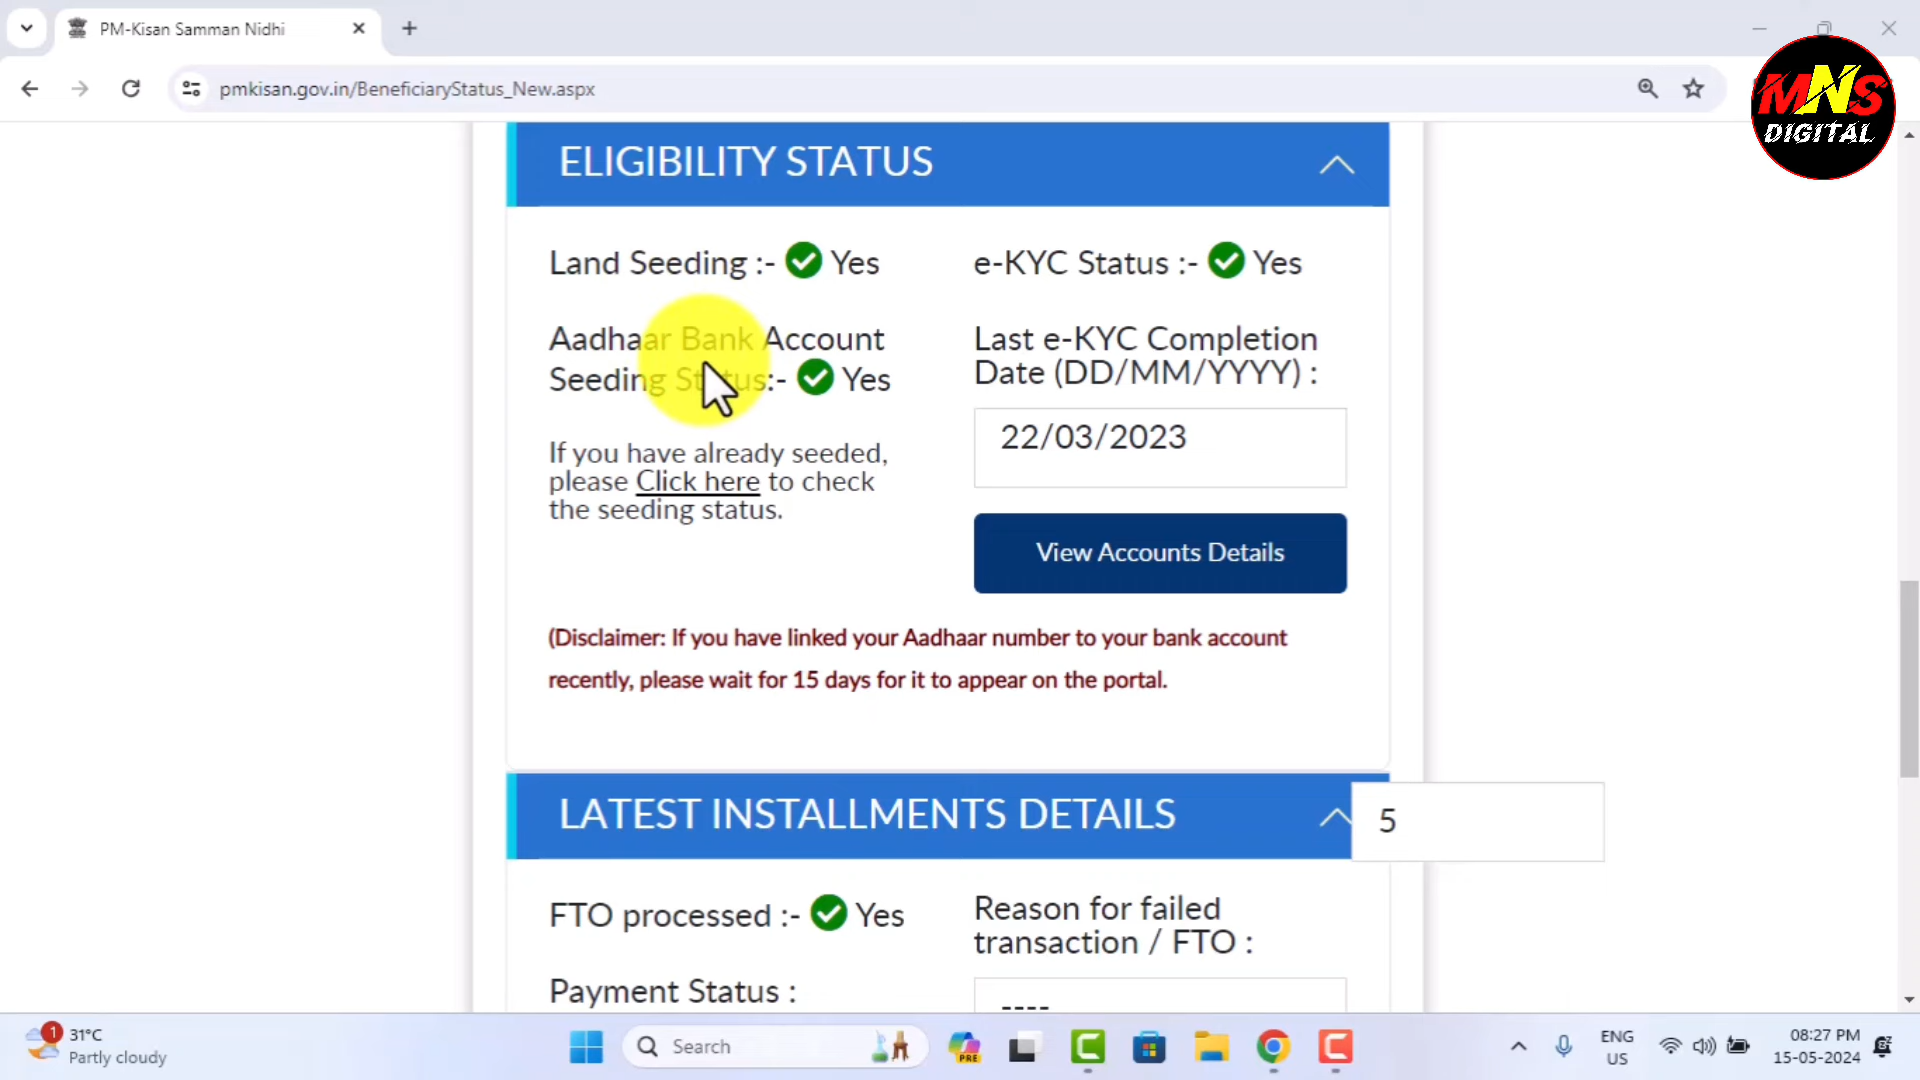 PM-Kisan Samman Nidhi
pmkisan.gov.in/BeneficiaryStatus_New.aspx
MNS
DIGITAL
ELIGIBILITY STATUS
Land Seeding :- Yes
e-KYC Status :- Yes
Aadhaar Bank Account
Seeding Status:- Yes
Last e-KYC Completion
Date (DD/MM/YYYY) :
22/03/2023
If you have already seeded,
please Click here to check
the seeding status.
View Accounts Details
(Disclaimer: If you have linked your Aadhaar number to your bank account
recently, please wait for 15 days for it to appear on the portal.
LATEST INSTALLMENTS DETAILS
5
FTO processed :- Yes
Reason for failed
transaction / FTO :
Payment Status :
----
1
31°C
Partly cloudy
Search
PRE
ENG
US
08:27 PM
15-05-2024